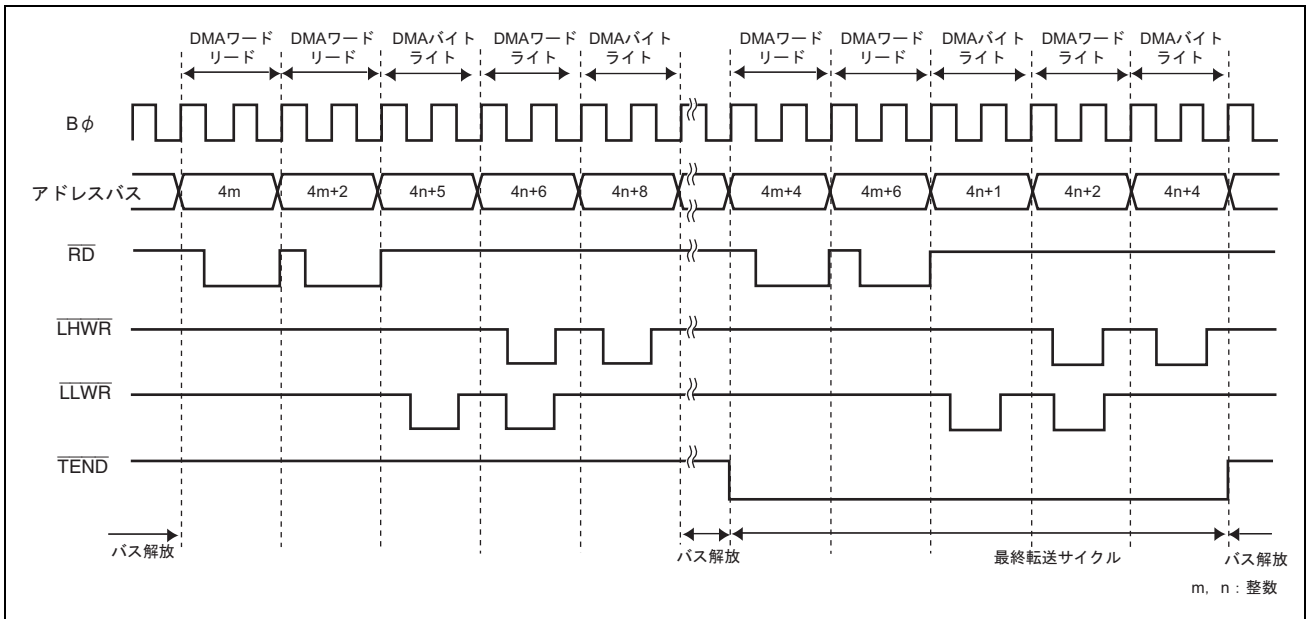 DMAワード リード DMAワード リード DMAバイト ライト DMAワード ライト DMAバイト ライト DMAワード リード DMAワード リード DMAバイト ライト DMAワード ライト DMAバイト ライト
Bφ
アドレスバス 4m 4m+2 4n+5 4n+6 4n+8 4m+4 4m+6 4n+1 4n+2 4n+4
RD
LHWR
LLWR
TEND
バス解放 バス解放 最終転送サイクル バス解放
m, n：整数